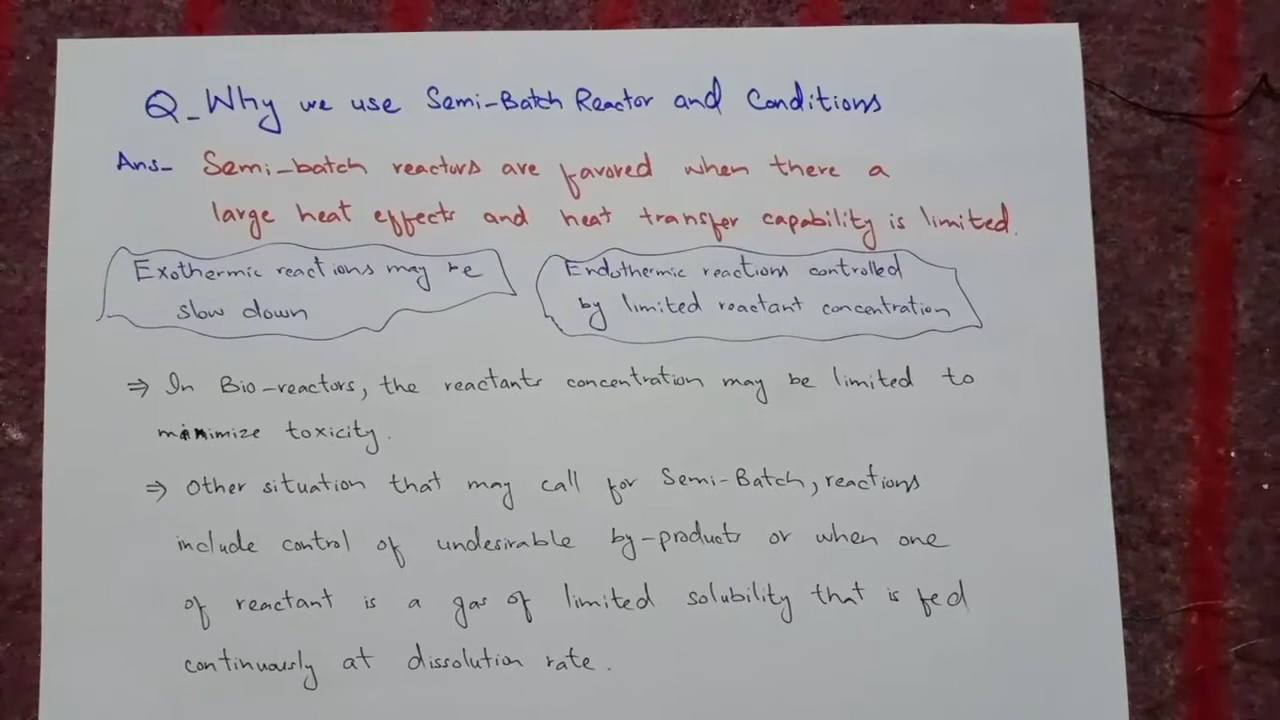 Q_Why we use Semi-Batch Reactor and Conditions
Ans- Semi-batch reactors are favored when there a
large heat effects and heat transfer capability is limited.
Exothermic reactions may be
slow down
Endothermic reactions controlled
by limited reactant concentration
⇒ In Bio-reactors, the reactants concentration may be limited to
minimize toxicity.
⇒ Other situation that may call for Semi-Batch, reactions
include control of undesirable by-products or when one
of reactant is a gas of limited solubility that is fed
continuously at dissolution rate.